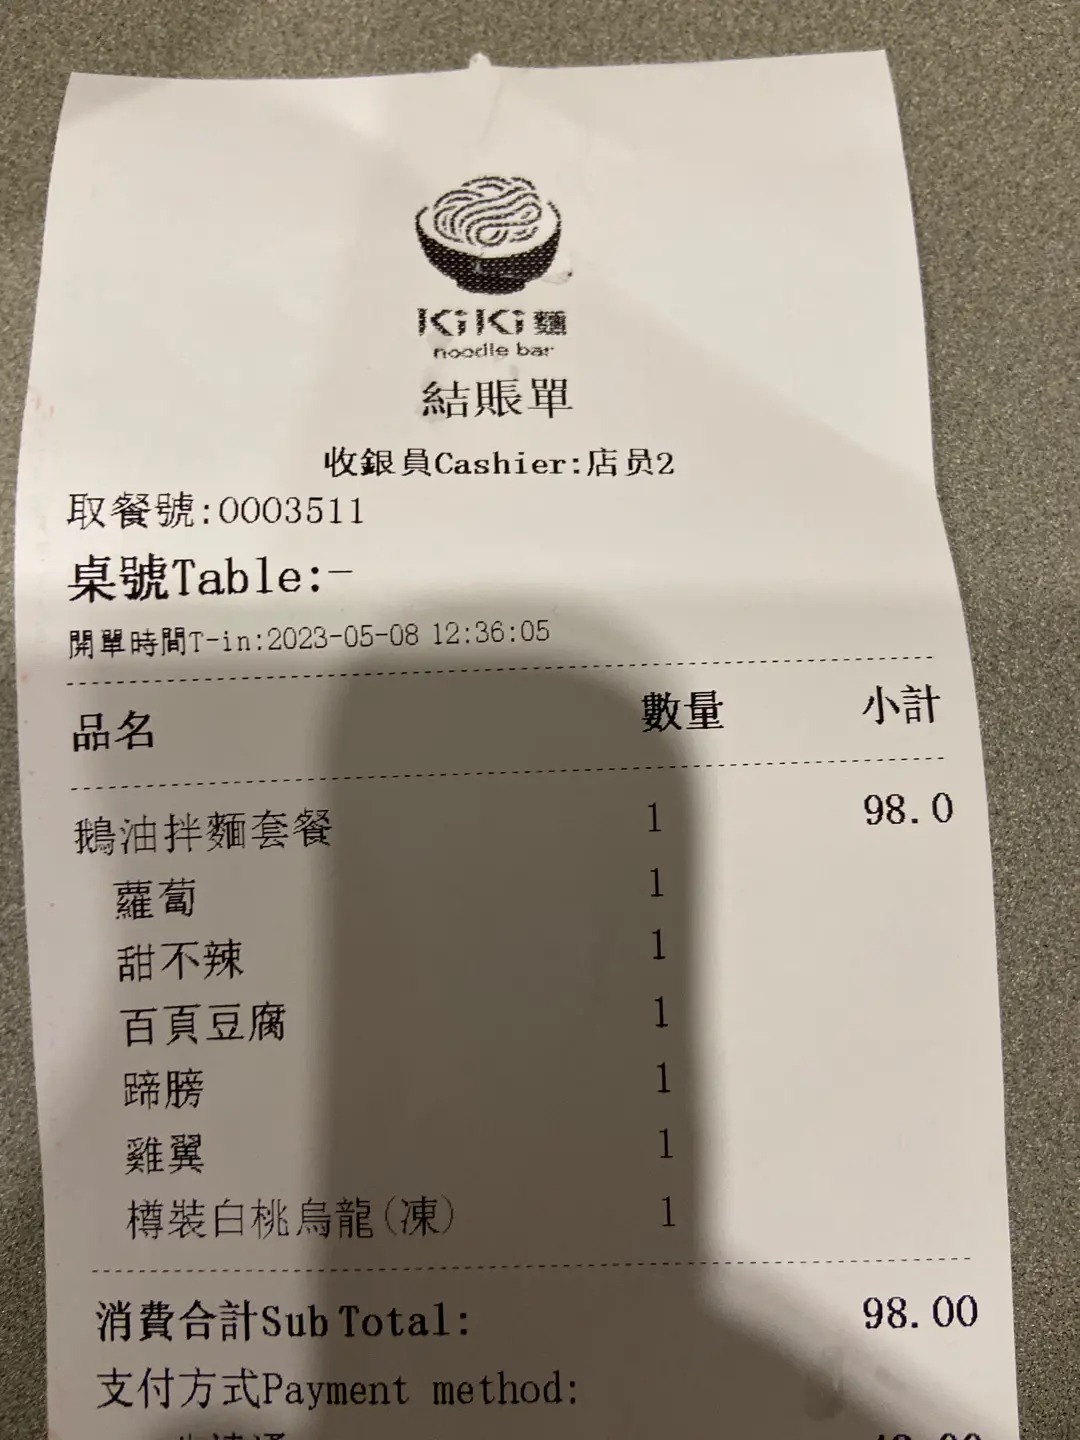 KiKi 麵
noodle bar
結賬單
收銀員Cashier:店员2
取餐號:0003511
桌號Table:-
開單時間T-in:2023-05-08 12:36:05
品名 數量 小計
鵝油拌麵套餐 1 98.0
蘿蔔 1
甜不辣 1
百頁豆腐 1
蹄膀 1
雞翼 1
樽裝白桃烏龍(凍) 1
消費合計Sub Total: 98.00
支付方式Payment method: